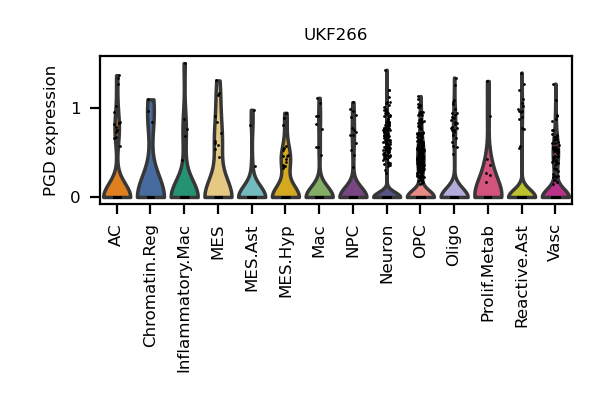 UKF266
PGD expression
1
0
AC
Chromatin.Reg
Inflammatory.Mac
MES
MES.Ast
MES.Hyp
Mac
NPC
Neuron
OPC
Oligo
Prolif.Metab
Reactive.Ast
Vasc